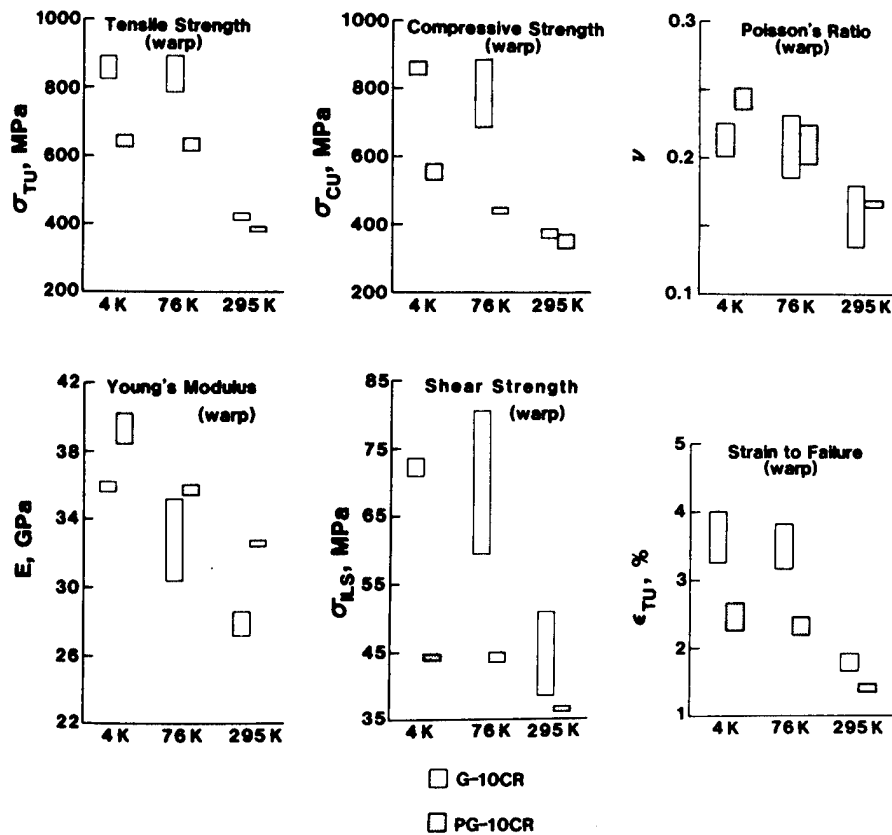 Tensile Strength
(warp)
1000
800
600
400
200
σTU, MPa
4 K
76 K
295 K
Compressive Strength
(warp)
1000
800
600
400
200
σCU, MPa
4 K
76 K
295 K
Poisson's Ratio
(warp)
0.3
0.2
0.1
ν
4 K
76 K
295 K
Young's Modulus
(warp)
42
38
34
30
26
22
E, GPa
4 K
76 K
295 K
Shear Strength
(warp)
85
75
65
55
45
35
σILS, MPa
4 K
76 K
295 K
Strain to Failure
(warp)
5
4
3
2
1
ϵTU, %
4 K
76 K
295 K
G-10CR
PG-10CR